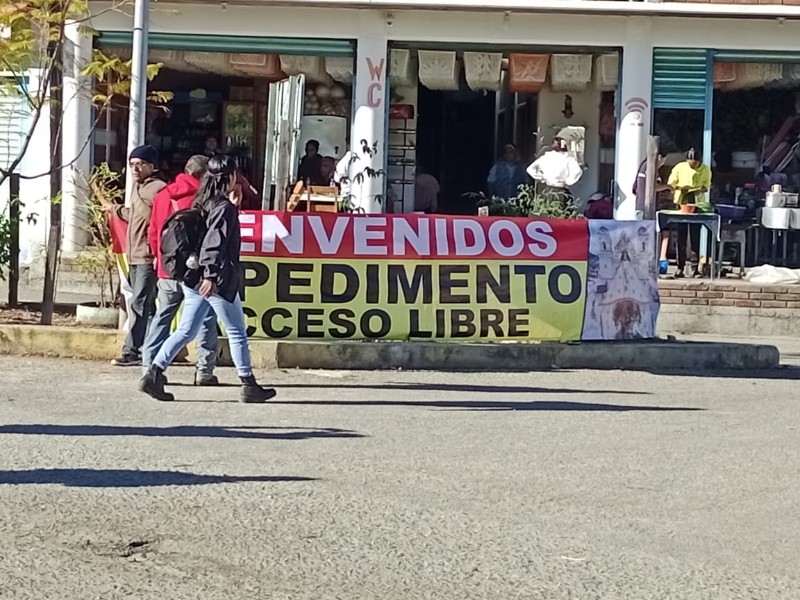 WC
ENVENIDOS
PEDIMENTO
CCESO LIBRE